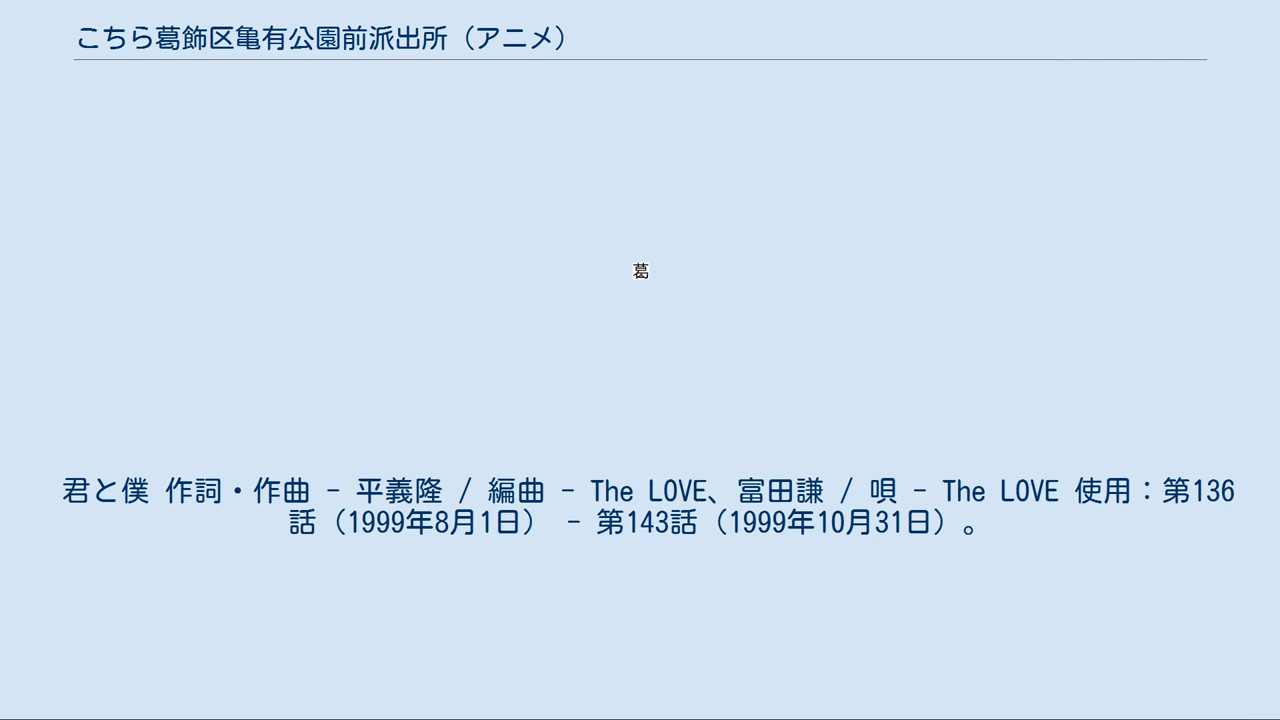 こちら葛飾区亀有公園前派出所（アニメ）
葛
君と僕 作詞・作曲 - 平義隆 / 編曲 - The LOVE、富田謙 / 唄 - The LOVE 使用：第136
話（1999年8月1日） - 第143話（1999年10月31日）。